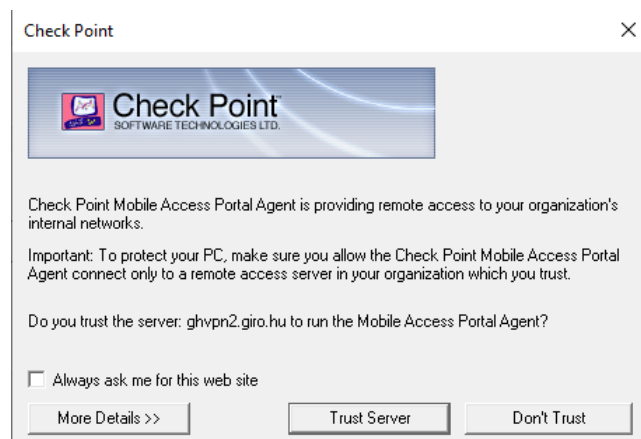 Check Point
Check Point™
SOFTWARE TECHNOLOGIES LTD.
Check Point Mobile Access Portal Agent is providing remote access to your organization's
internal networks.
Important: To protect your PC, make sure you allow the Check Point Mobile Access Portal
Agent connect only to a remote access server in your organization which you trust.
Do you trust the server: ghvpn2.giro.hu to run the Mobile Access Portal Agent?
Always ask me for this web site
More Details >>
Trust Server
Don't Trust